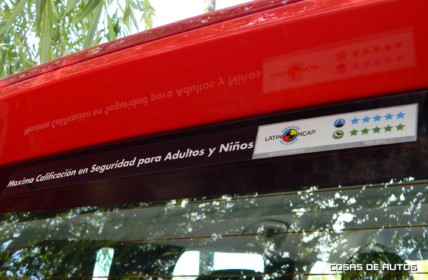 Maxima Calificación en Seguridad para Adultos y Niños
LATIN NCAP
COSAS DE AUTOS